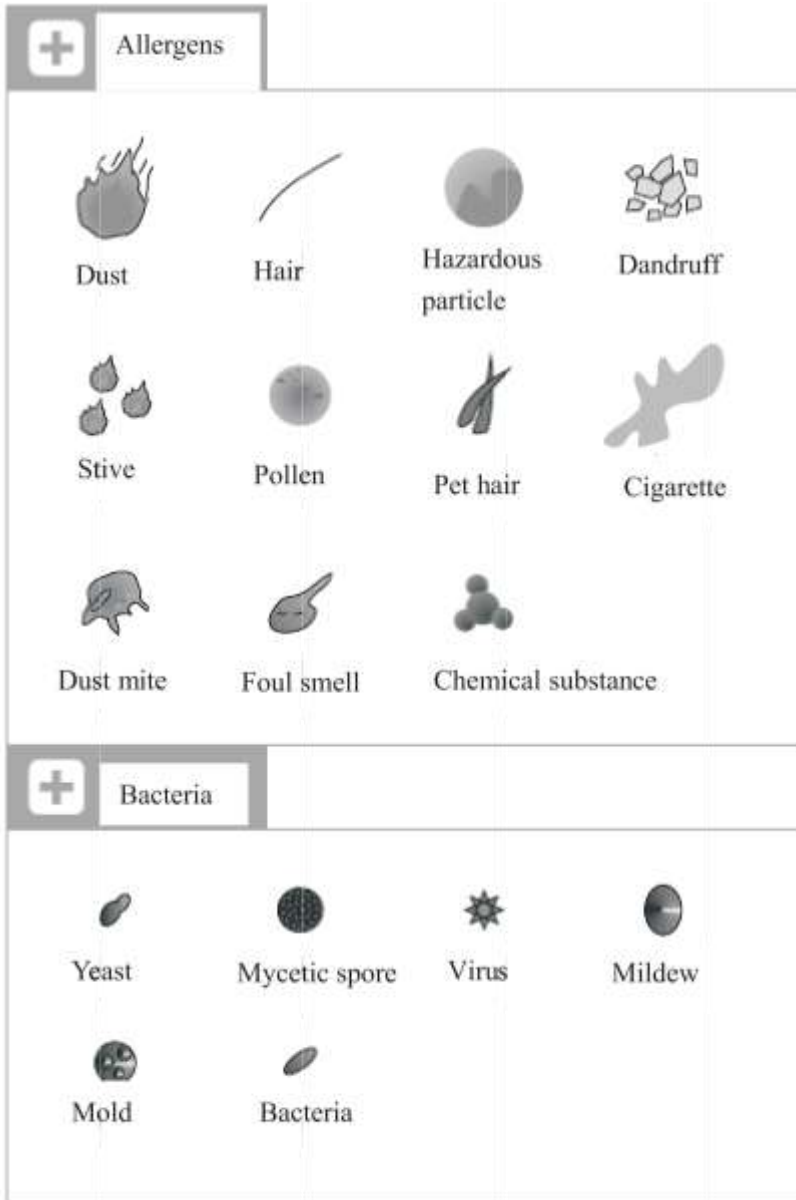 Allergens
Dust
Hair
Hazardous
particle
Dandruff
Stive
Pollen
Pet hair
Cigarette
Dust mite
Foul smell
Chemical substance
Bacteria
Yeast
Mycetic spore
Virus
Mildew
Mold
Bacteria